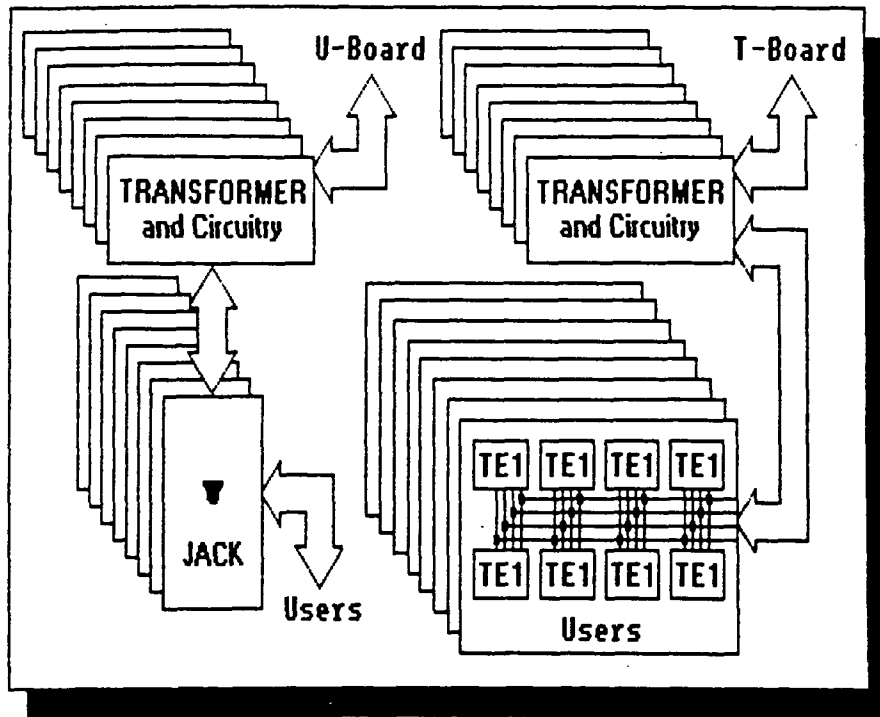 U-Board
T-Board
TRANSFORMER
and Circuitry
TRANSFORMER
and Circuitry
TE1 TE1 TE1 TE1
JACK
TE1 TE1 TE1 TE1
Users
Users